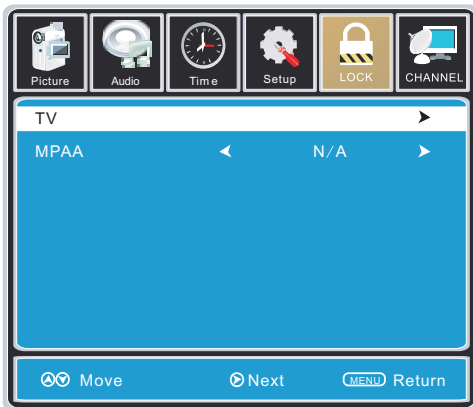 Picture Audio Time Setup LOCK CHANNEL
TV
MPAA N/A
Move Next MENU Return